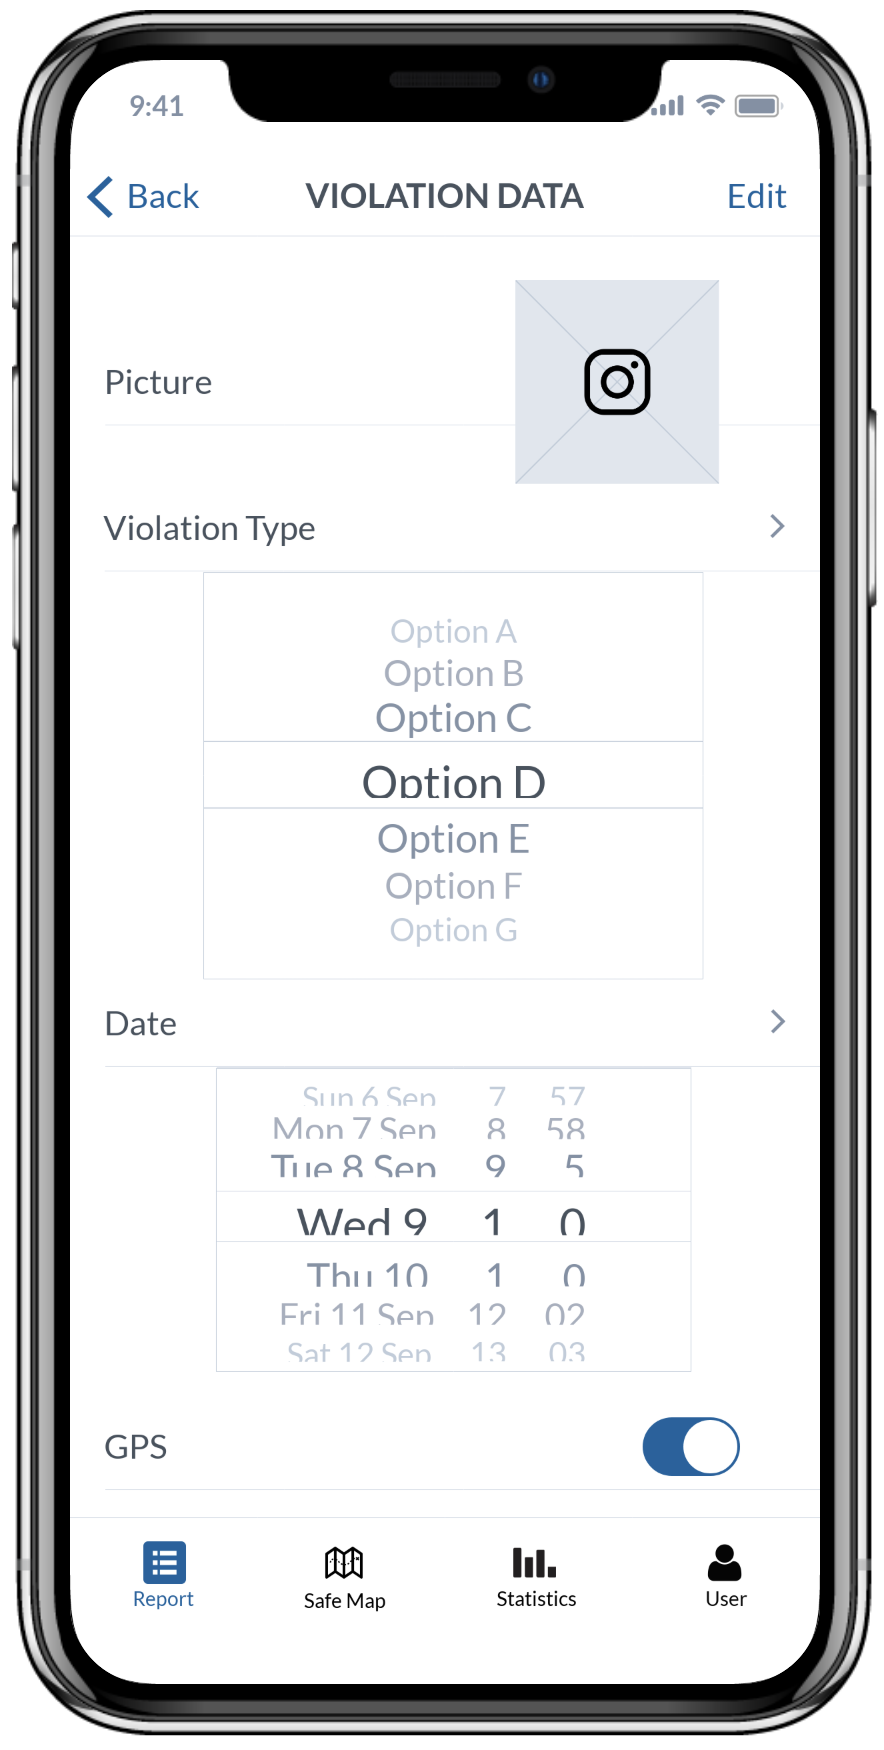 9:41
Back VIOLATION DATA Edit
Picture
Violation Type
Option A
Option B
Option C
Option D
Option E
Option F
Option G
Date
Sun 6 Sep 7 57
Mon 7 Sep 8 58
Tue 8 Sep 9 5
Wed 9 1 0
Thu 10 1 0
Fri 11 Sep 12 02
Sat 12 Sep 13 03
GPS
Report Safe Map Statistics User